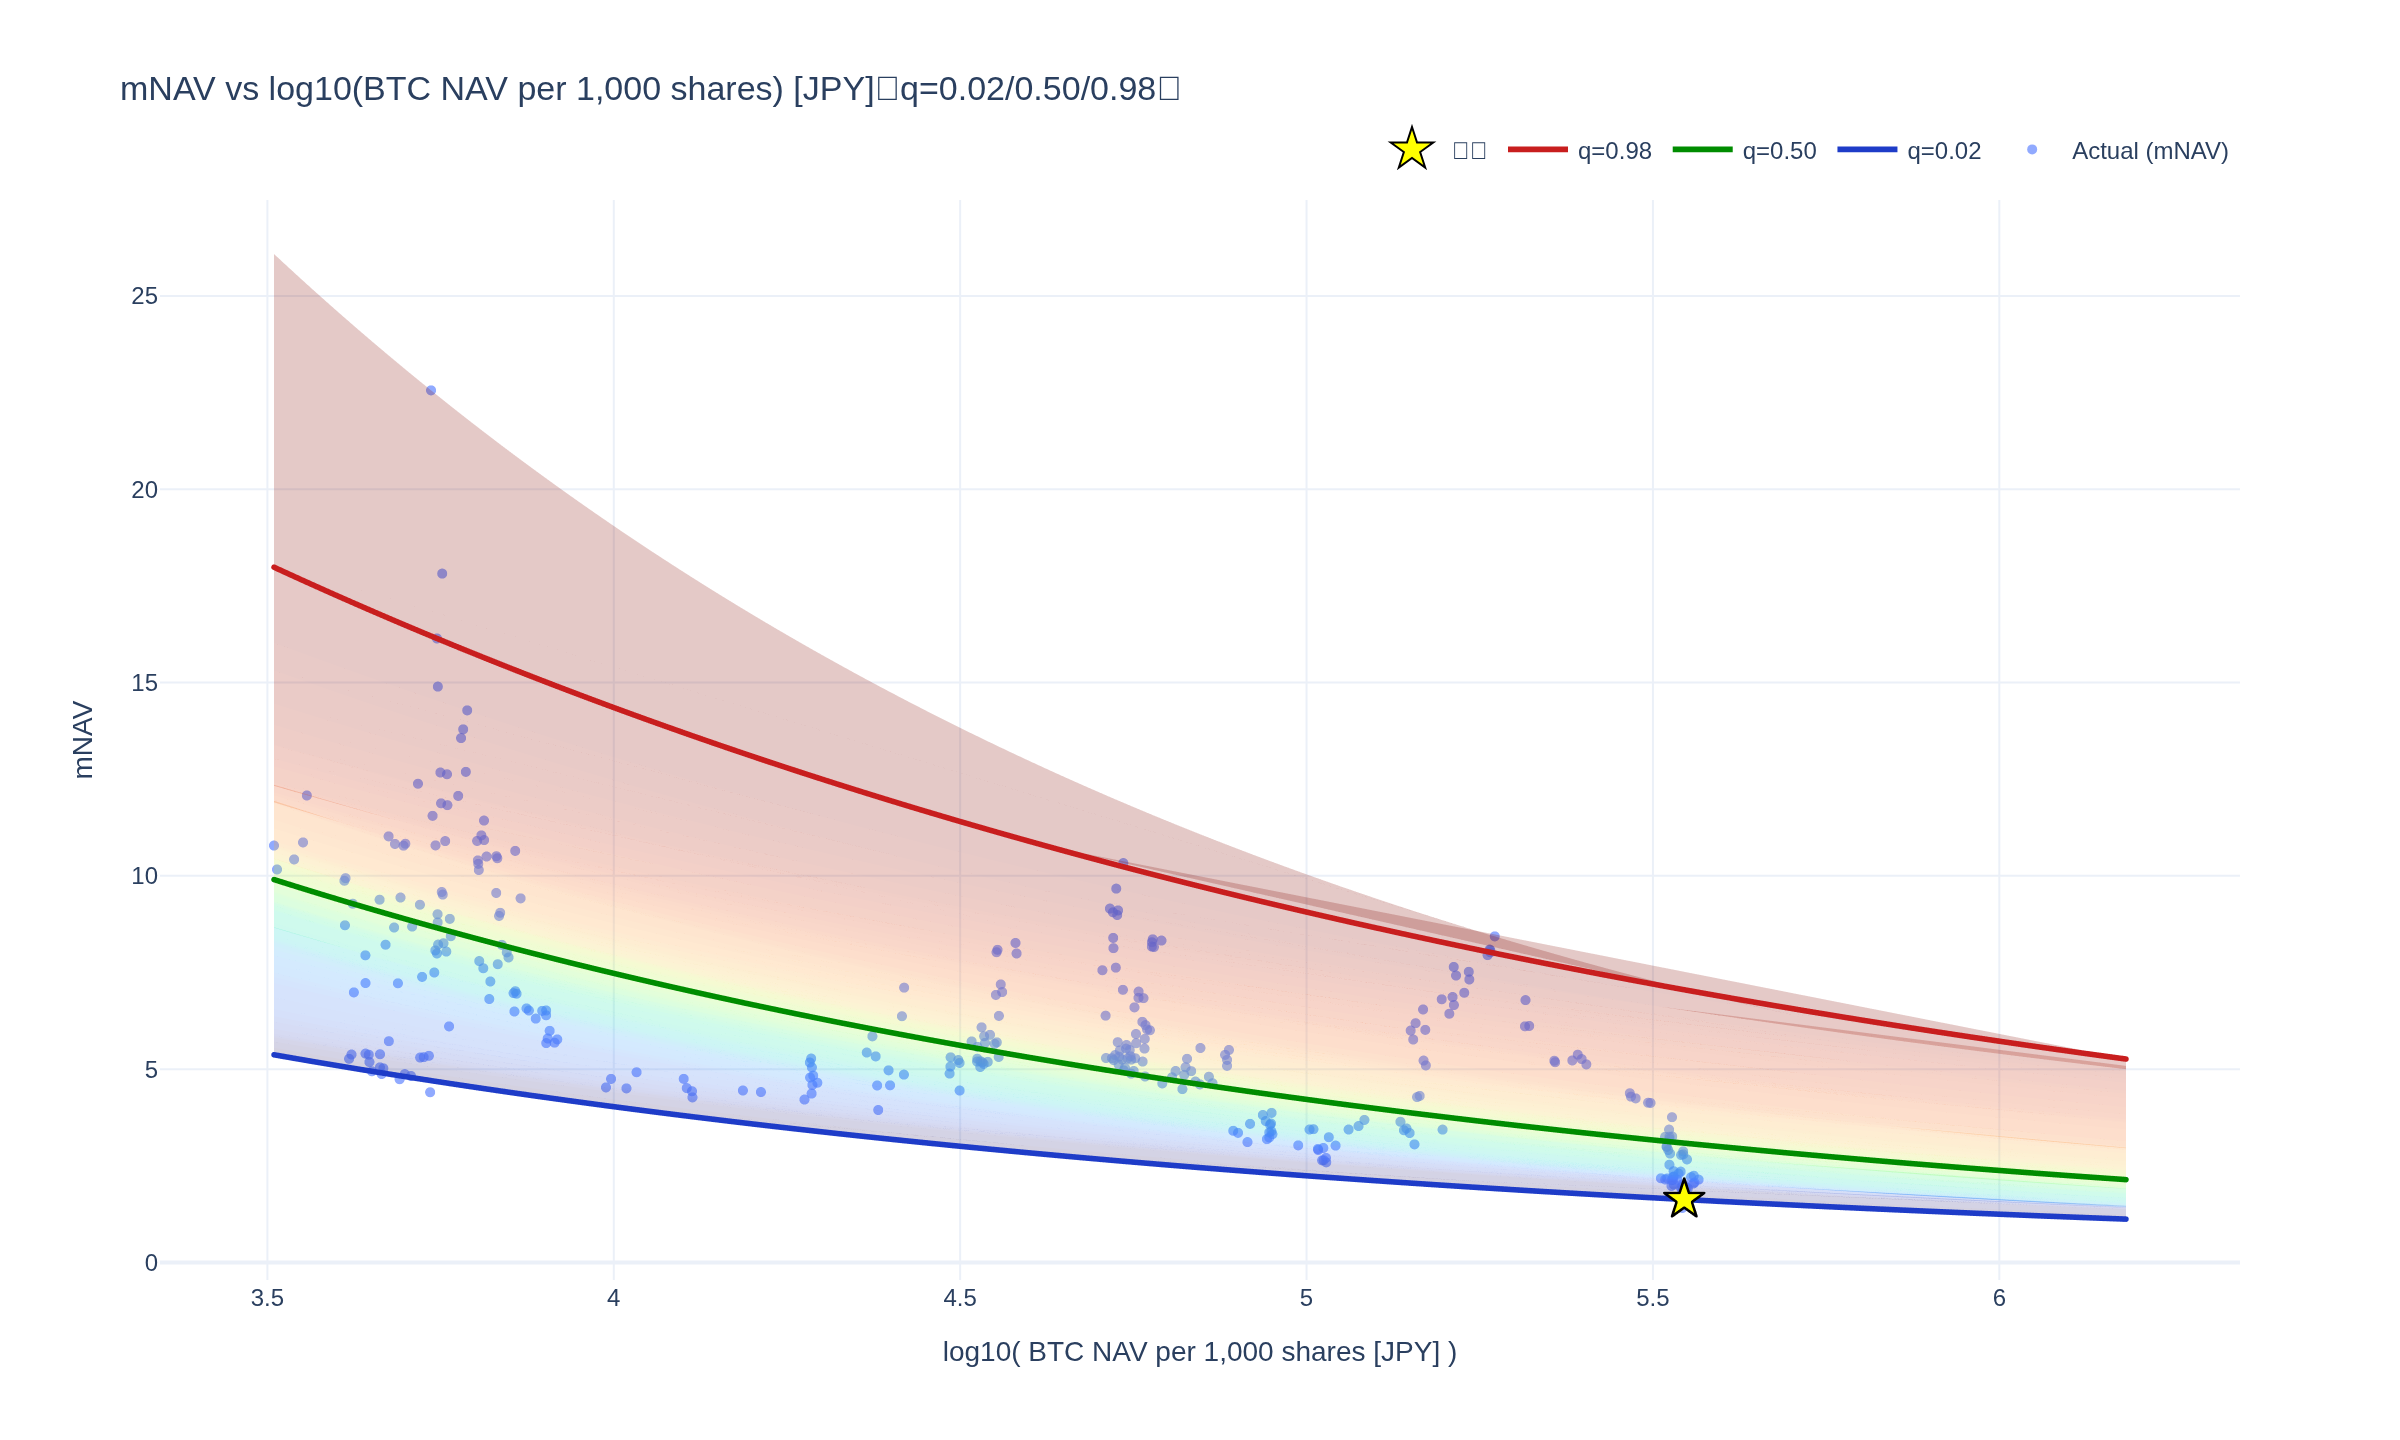 mNAV vs log10(BTC NAV per 1,000 shares) [JPY]□q=0.02/0.50/0.98□
□□ q=0.98 q=0.50 q=0.02 Actual (mNAV)
25
20
15
10
5
0
mNAV
3.5 4 4.5 5 5.5 6
log10( BTC NAV per 1,000 shares [JPY] )